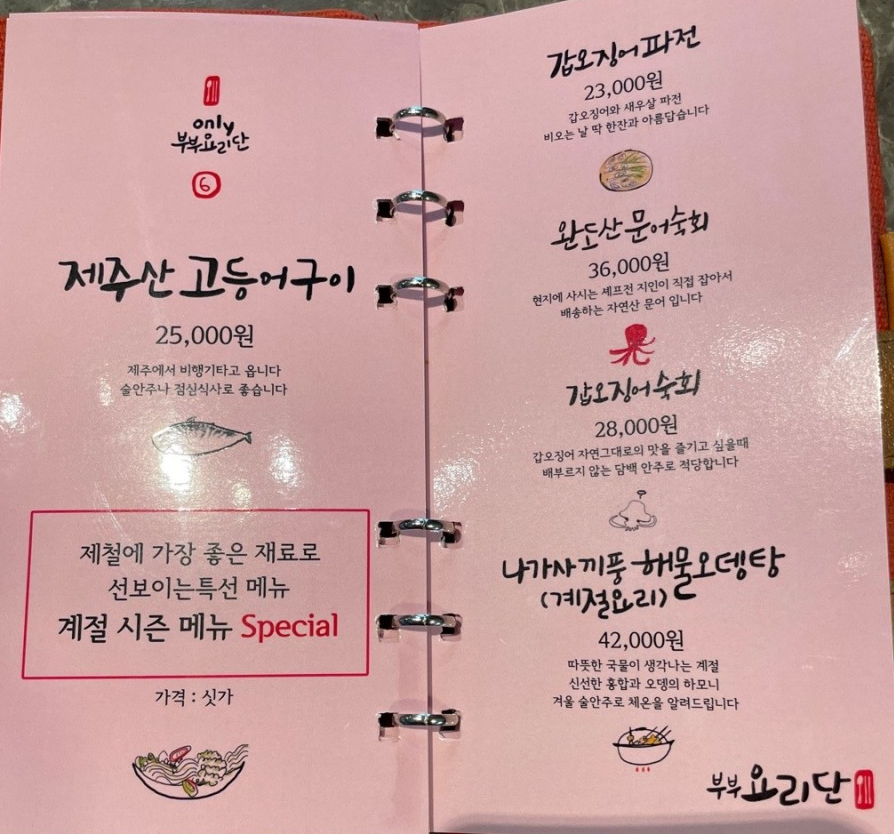 only
부부요리단
6
제주산 고등어구이
25,000원
제주에서 비행기타고 옵니다
술안주나 점심식사로 좋습니다
제철에 가장 좋은 재료로
선보이는특선 메뉴
계절 시즌 메뉴 Special
가격 : 싯가
갑오징어 파전
23,000원
갑오징어와 새우살 파전
비오는 날 딱 한잔과 아름답습니다
완도산 문어숙회
36,000원
현지에 사시는 셰프전 지인이 직접 잡아서
배송하는 자연산 문어 입니다
갑오징어 숙회
28,000원
갑오징어 자연그대로의 맛을 즐기고 싶을때
배부르지 않는 담백 안주로 적당합니다
나가사끼풍 해물오뎅탕
(계절요리)
42,000원
따뜻한 국물이 생각나는 계절
신선한 홍합과 오뎅의 하모니
겨울 술안주로 체온을 알려드립니다
부부요리단